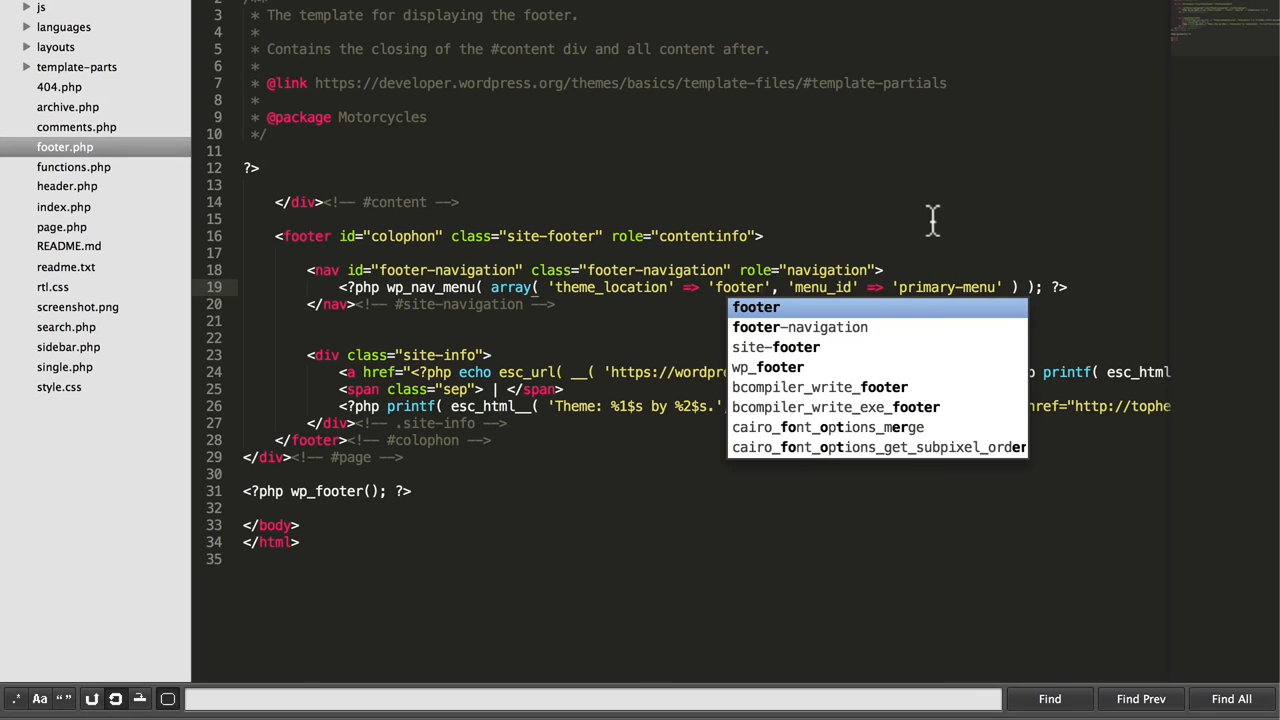 js
languages
layouts
template-parts
404.php
archive.php
comments.php
footer.php
functions.php
header.php
index.php
page.php
README.md
readme.txt
rtl.css
screenshot.png
search.php
sidebar.php
single.php
style.css
2 /**
3 * The template for displaying the footer.
4 *
5 * Contains the closing of the #content div and all content after.
6 *
7 * @link https://developer.wordpress.org/themes/basics/template-files/#template-partials
8 *
9 * @package Motorcycles
10 */
11
12 ?>
13
14 </div><!-- #content -->
15
16 <footer id="colophon" class="site-footer" role="contentinfo">
17
18 <nav id="footer-navigation" class="footer-navigation" role="navigation">
19 <?php wp_nav_menu( array( 'theme_location' => 'footer', 'menu_id' => 'primary-menu' ) ); ?>
20 </nav><!-- #site-navigation -->
21
22
23 <div class="site-info">
24 <a href="<?php echo esc_url( __( 'https://wordpre printf( esc_html
25 <span class="sep"> | </span>
26 <?php printf( esc_html__( 'Theme: %1$s by %2$s.', href="http://tophe
27 </div><!-- .site-info -->
28 </footer><!-- #colophon -->
29 </div><!-- #page -->
30
31 <?php wp_footer(); ?>
32
33 </body>
34 </html>
35
footer
footer-navigation
site-footer
wp_footer
bcompiler_write_footer
bcompiler_write_exe_footer
cairo_font_options_merge
cairo_font_options_get_subpixel_order
.* Aa “” Find Find Prev Find All